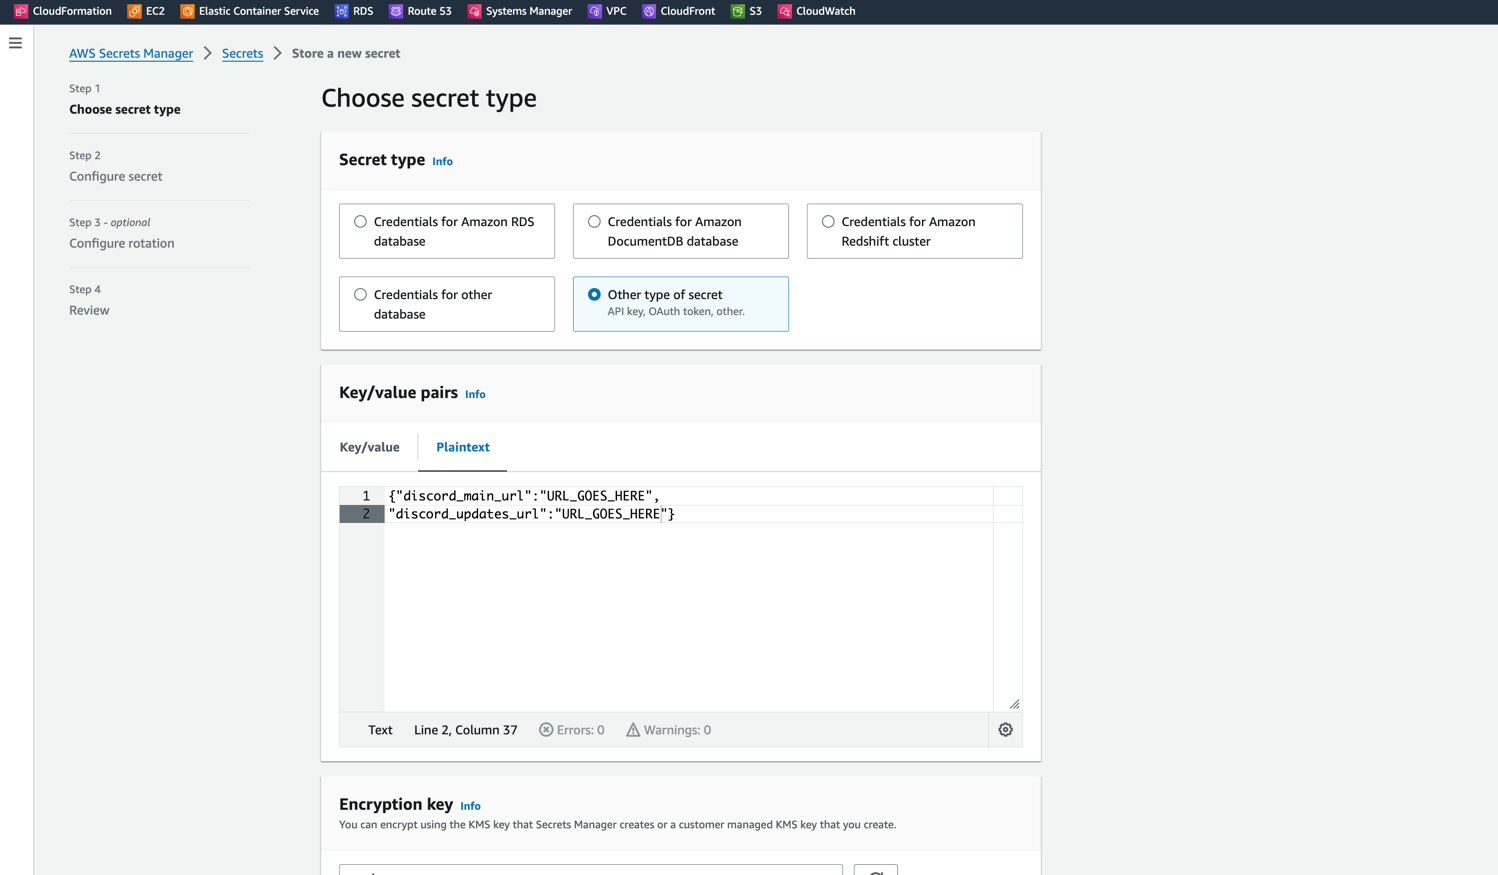 CloudFormation EC2 Elastic Container Service RDS Route 53 Systems Manager VPC CloudFront S3 CloudWatch
AWS Secrets Manager Secrets Store a new secret
Step 1
Choose secret type
Step 2
Configure secret
Step 3 - optional
Configure rotation
Step 4
Review
Choose secret type
Secret type Info
Credentials for Amazon RDS
database
Credentials for Amazon
DocumentDB database
Credentials for Amazon
Redshift cluster
Credentials for other
database
Other type of secret
API key, OAuth token, other.
Key/value pairs Info
Key/value Plaintext
1 {"discord_main_url":"URL_GOES_HERE",
2 "discord_updates_url":"URL_GOES_HERE"}
Text Line 2, Column 37 Errors: 0 Warnings: 0
Encryption key Info
You can encrypt using the KMS key that Secrets Manager creates or a customer managed KMS key that you create.